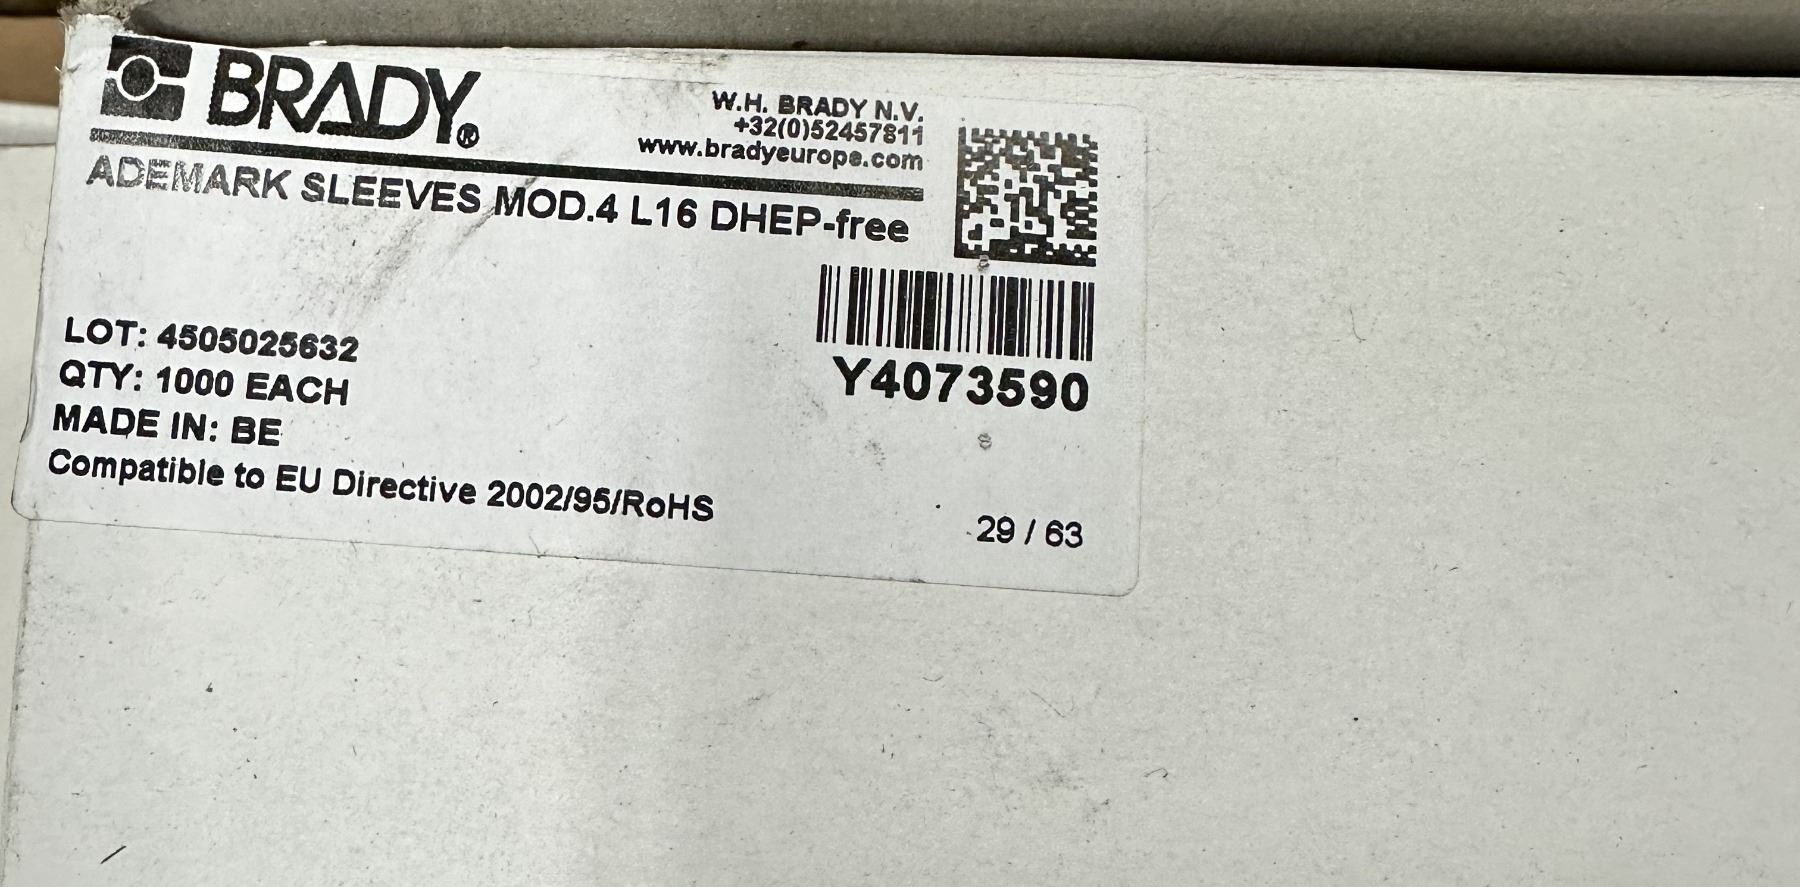 BRADY®
W.H. BRADY N.V.
+32(0)52457811
www.bradyeurope.com
ADEMARK SLEEVES MOD.4 L16 DHEP-free
LOT: 4505025632
QTY: 1000 EACH
MADE IN: BE
Compatible to EU Directive 2002/95/RoHS
Y4073590
29 / 63